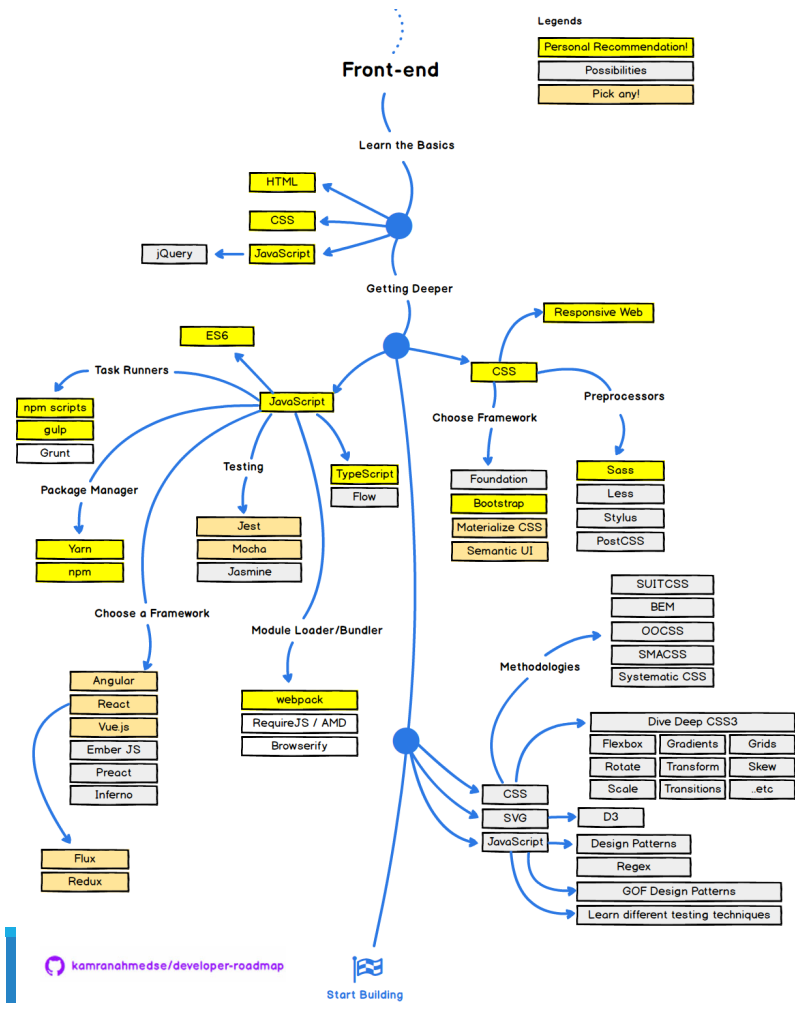 Legends
Personal Recommendation!
Possibilities
Pick any!
Front-end
Learn the Basics
HTML
CSS
JavaScript
jQuery
Getting Deeper
Responsive Web
ES6
CSS
Task Runners
JavaScript
Preprocessors
npm scripts
gulp
Grunt
Choose Framework
Testing
TypeScript
Flow
Foundation
Bootstrap
Materialize CSS
Semantic UI
Sass
Less
Stylus
PostCSS
Package Manager
Yarn
npm
Jest
Mocha
Jasmine
Choose a Framework
Module Loader/Bundler
SUITCSS
BEM
OOCSS
SMACSS
Systematic CSS
Methodologies
Angular
React
Vue.js
Ember JS
Preact
Inferno
webpack
RequireJS / AMD
Browserify
Dive Deep CSS3
Flexbox Gradients Grids
Rotate Transform Skew
Scale Transitions ..etc
CSS
SVG
JavaScript
D3
Design Patterns
Regex
GOF Design Patterns
Learn different testing techniques
Flux
Redux
kamranahmedse/developer-roadmap
Start Building